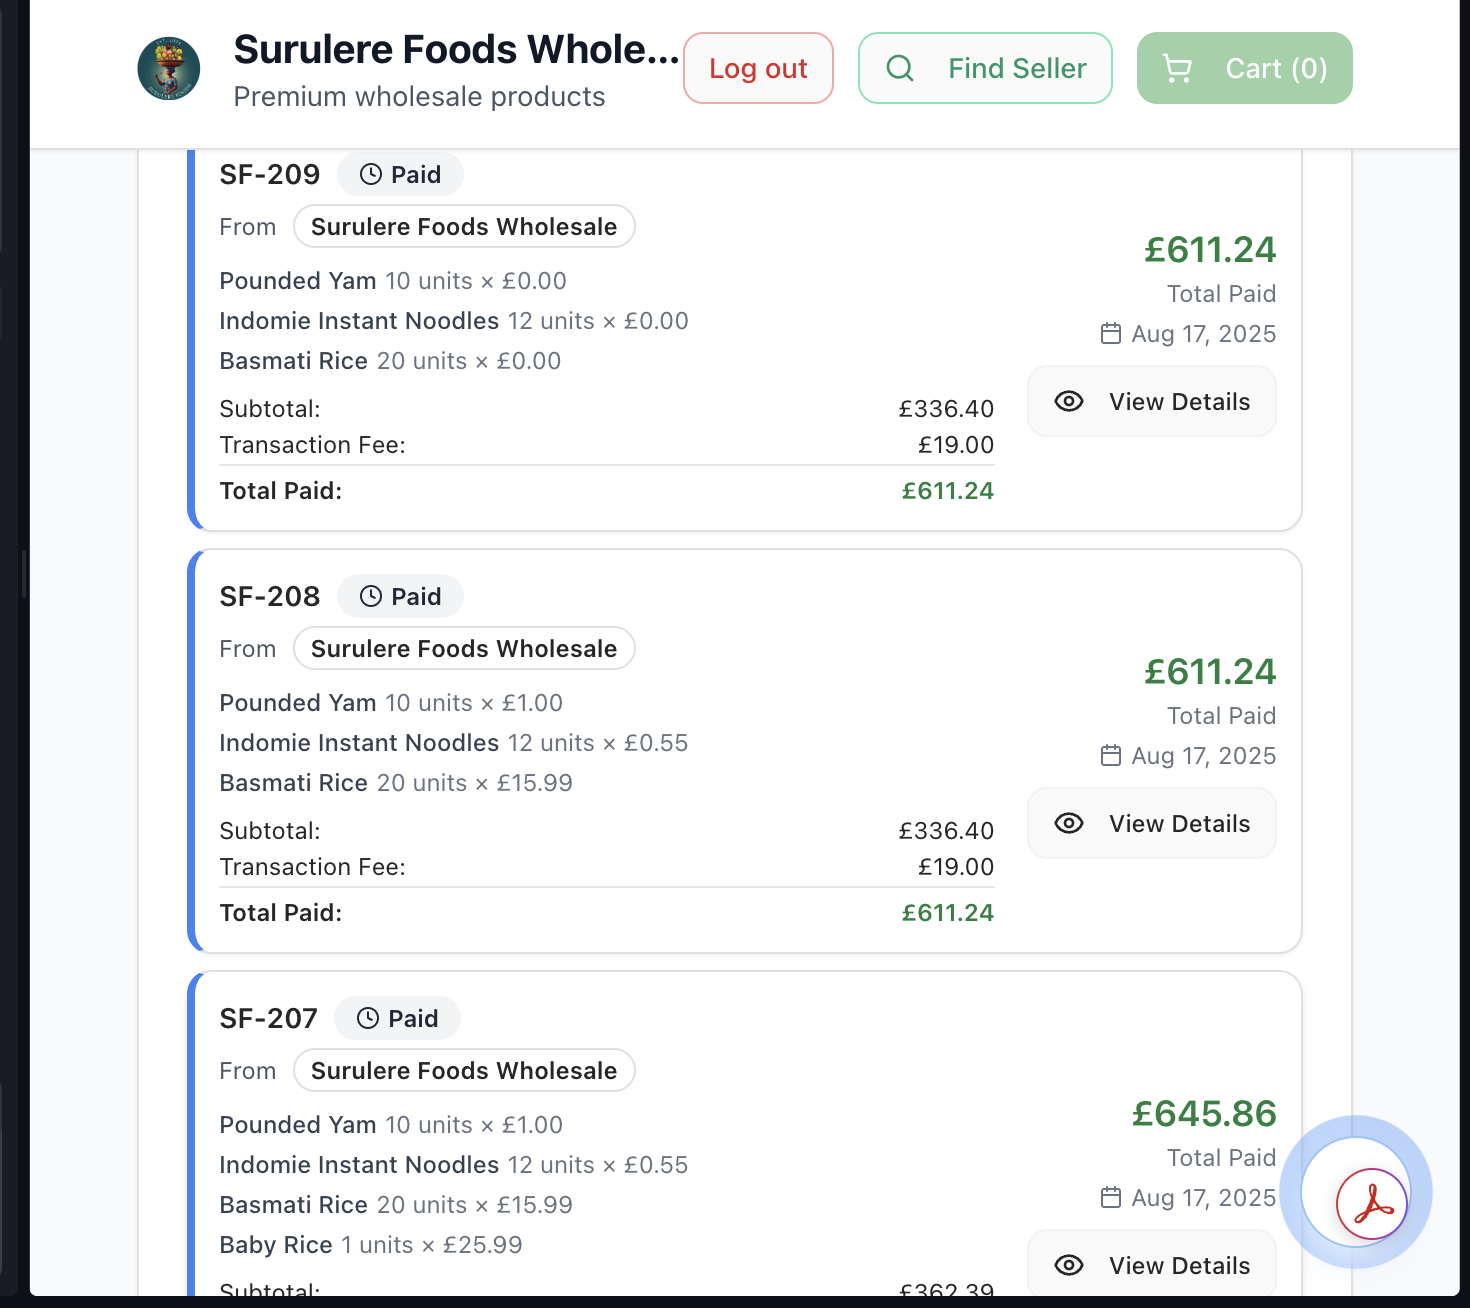 Surulere Foods Whole...
Premium wholesale products
Log out
Find Seller
Cart (0)
SF-209
Paid
From Surulere Foods Wholesale
Pounded Yam 10 units × £0.00
Indomie Instant Noodles 12 units × £0.00
Basmati Rice 20 units × £0.00
Subtotal: £336.40
Transaction Fee: £19.00
Total Paid: £611.24
£611.24
Total Paid
Aug 17, 2025
View Details
SF-208
Paid
From Surulere Foods Wholesale
Pounded Yam 10 units × £1.00
Indomie Instant Noodles 12 units × £0.55
Basmati Rice 20 units × £15.99
Subtotal: £336.40
Transaction Fee: £19.00
Total Paid: £611.24
£611.24
Total Paid
Aug 17, 2025
View Details
SF-207
Paid
From Surulere Foods Wholesale
Pounded Yam 10 units × £1.00
Indomie Instant Noodles 12 units × £0.55
Basmati Rice 20 units × £15.99
Baby Rice 1 units × £25.99
Subtotal: £362.39
£645.86
Total Paid
Aug 17, 2025
View Details